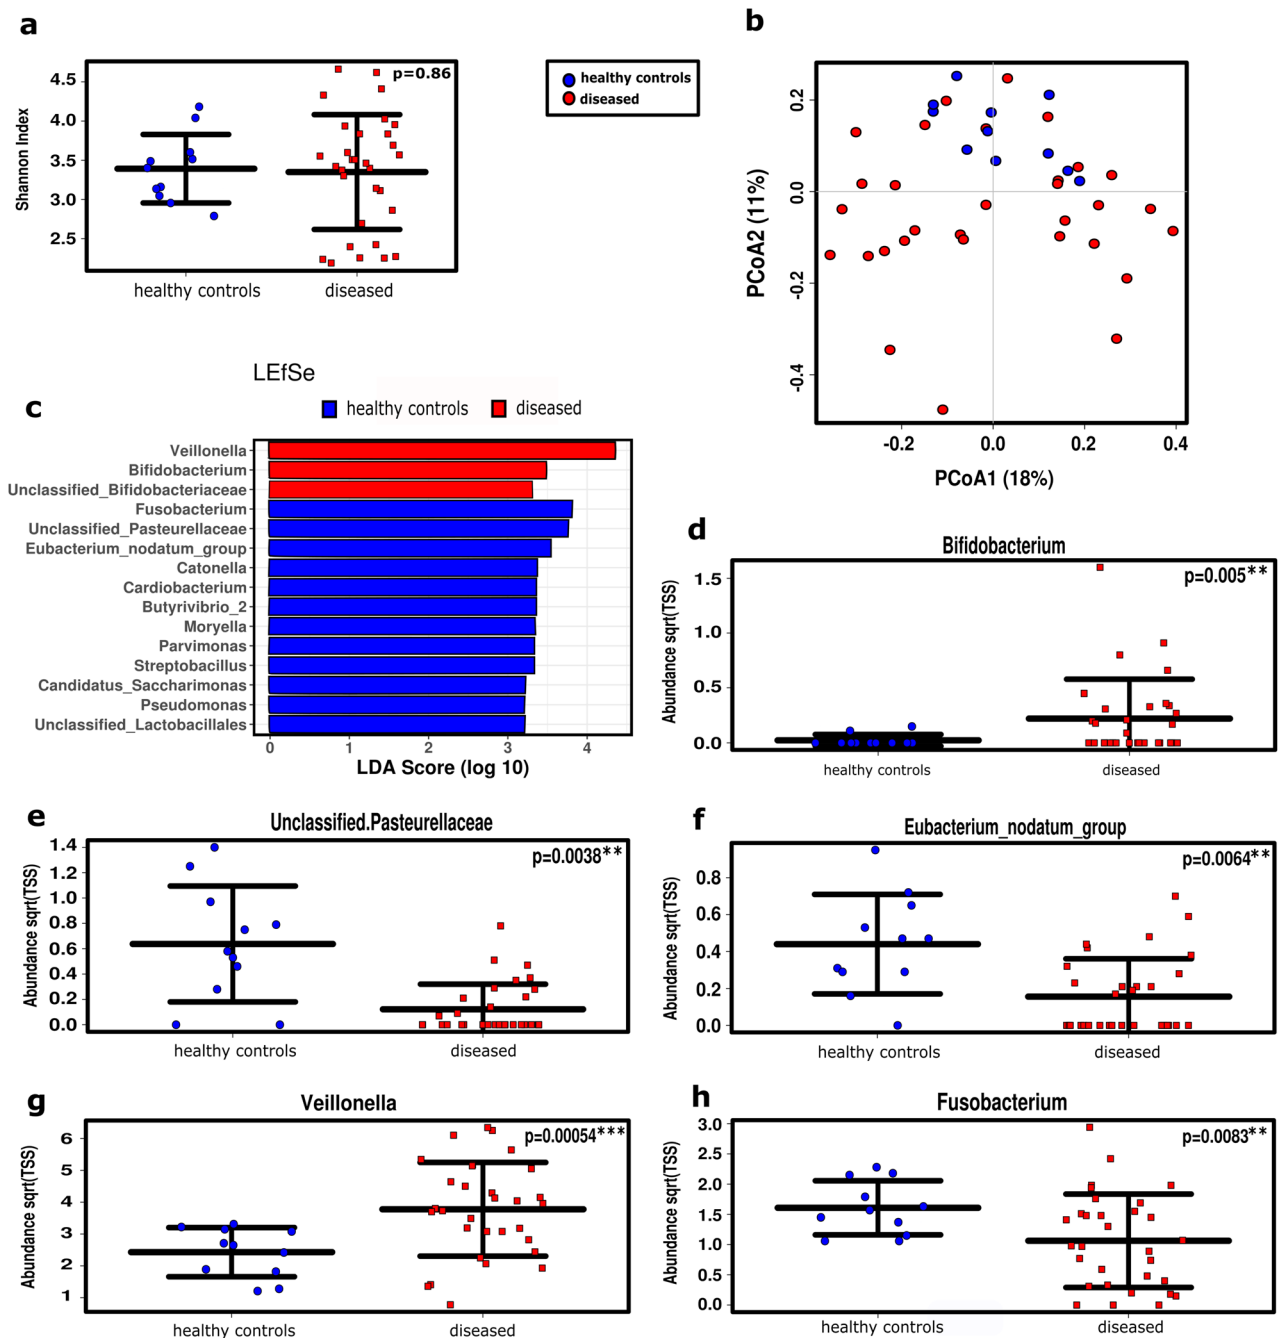 a
p=0.86
Shannon Index
4.5
4.0
3.5
3.0
2.5
healthy controls
diseased
healthy controls
diseased
b
PCoA2 (11%)
0.2
0.0
-0.2
-0.4
-0.2
0.0
0.2
0.4
PCoA1 (18%)
LEfSe
c
healthy controls
diseased
Veillonella
Bifidobacterium
Unclassified_Bifidobacteriaceae
Fusobacterium
Unclassified_Pasteurellaceae
Eubacterium_nodatum_group
Catonella
Cardiobacterium
Butyrivibrio_2
Moryella
Parvimonas
Streptobacillus
Candidatus_Saccharimonas
Pseudomonas
Unclassified_Lactobacillales
0
1
2
3
4
LDA Score (log 10)
d
Bifidobacterium
p=0.005**
Abundance sqrt(TSS)
1.5
1.0
0.5
0.0
healthy controls
diseased
e
Unclassified.Pasteurellaceae
p=0.0038**
Abundance sqrt(TSS)
1.4
1.2
1.0
0.8
0.6
0.4
0.2
0.0
healthy controls
diseased
f
Eubacterium_nodatum_group
p=0.0064**
Abundance sqrt(TSS)
0.8
0.6
0.4
0.2
0.0
healthy controls
diseased
g
Veillonella
p=0.00054***
Abundance sqrt(TSS)
6
5
4
3
2
1
healthy controls
diseased
h
Fusobacterium
p=0.0083**
Abundance sqrt(TSS)
3.0
2.5
2.0
1.5
1.0
0.5
0.0
healthy controls
diseased